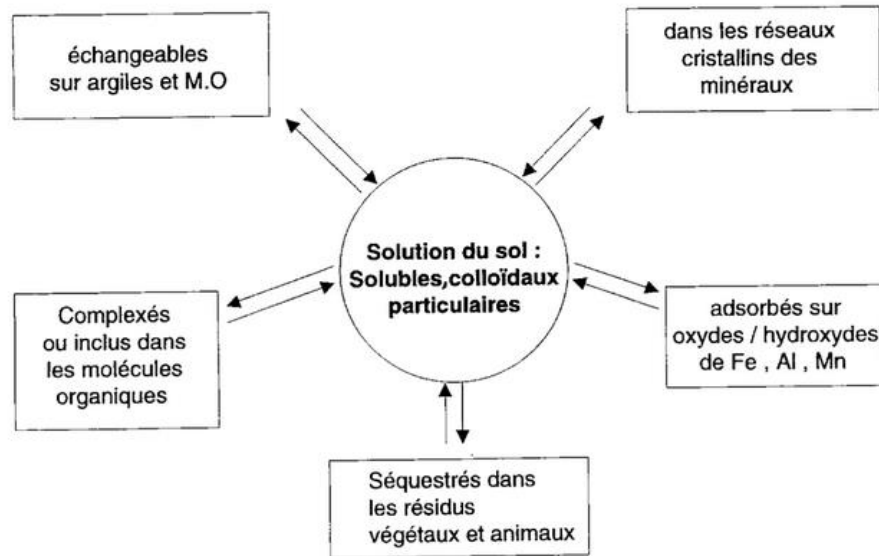 échangeables
sur argiles et M.O
dans les réseaux
cristallins des
minéraux
Solution du sol :
Solubles,colloïdaux
particulaires
Complexés
ou inclus dans
les molécules
organiques
adsorbés sur
oxydes / hydroxydes
de Fe , Al , Mn
Séquestrés dans
les résidus
végétaux et animaux